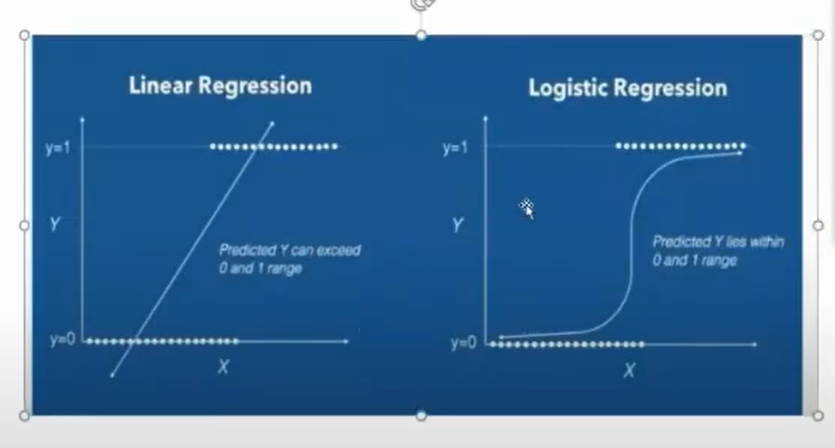 Linear Regression
y=1
Y
Predicted Y can exceed
0 and 1 range
y=0
X
Logistic Regression
y=1
Y
Predicted Y lies within
0 and 1 range
y=0
X